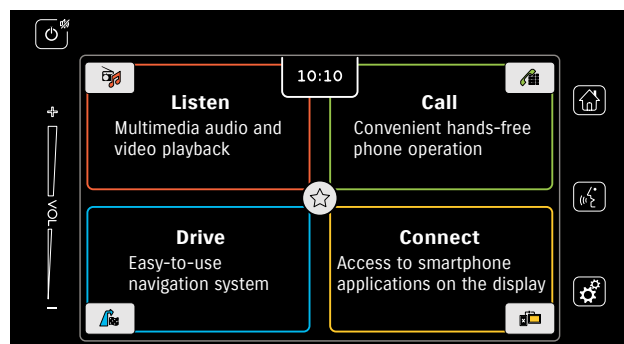 10:10
Listen
Multimedia audio and
video playback
Call
Convenient hands-free
phone operation
VOL
Drive
Easy-to-use
navigation system
Connect
Access to smartphone
applications on the display